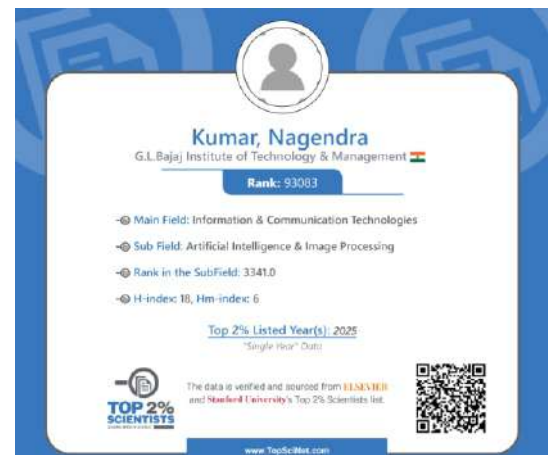 Kumar, Nagendra
G.L.Bajaj Institute of Technology & Management
Rank: 93083
Main Field: Information & Communication Technologies
Sub Field: Artificial Intelligence & Image Processing
Rank in the SubField: 3341.0
H-index: 18, Hm-index: 6
Top 2% Listed Year(s): 2025
"Single Year" Data
TOP 2%
SCIENTISTS
The data is verified and sourced from ELSEVIER
and Stanford University's Top 2% Scientists list.
www.TopSciNet.com